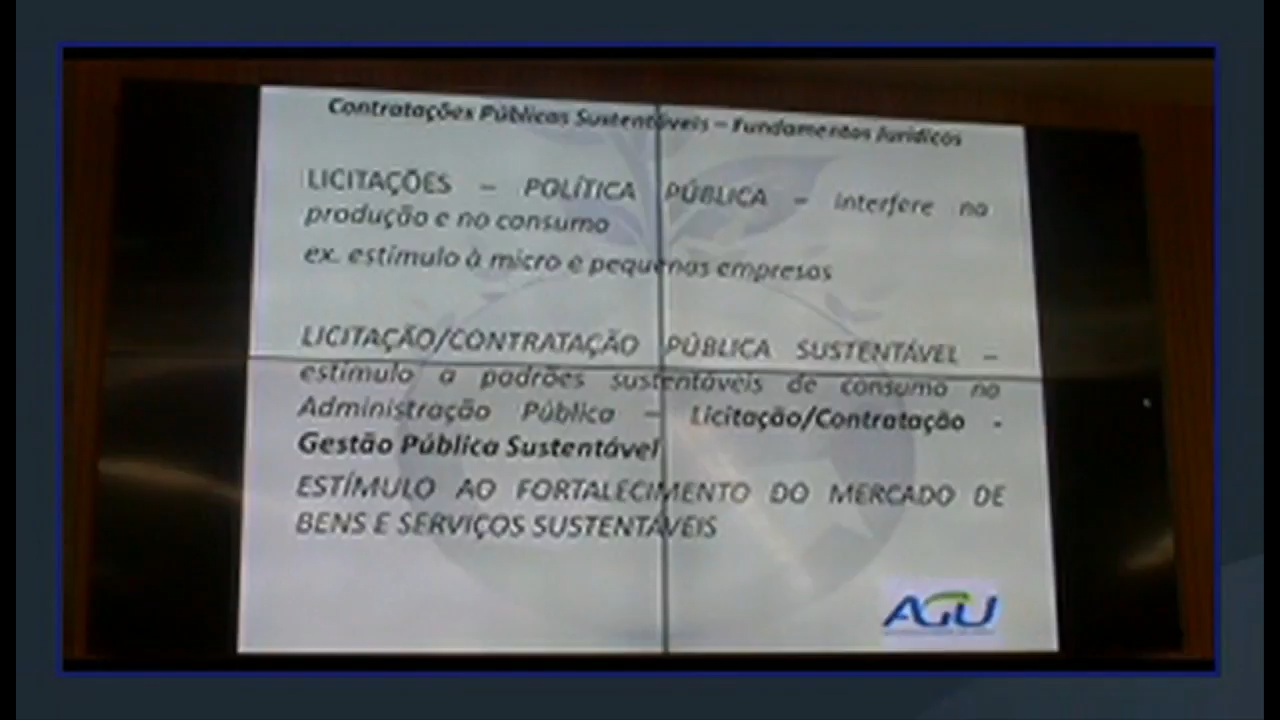 Contratações Públicas Sustentáveis – Fundamentos Jurídicos
LICITAÇÕES – POLÍTICA PÚBLICA – interfere na
produção e no consumo
ex. estímulo à micro e pequenas empresas
LICITAÇÃO/CONTRATAÇÃO PÚBLICA SUSTENTÁVEL –
estímulo a padrões sustentáveis de consumo na
Administração Pública – Licitação/Contratação -
Gestão Pública Sustentável
ESTÍMULO AO FORTALECIMENTO DO MERCADO DE
BENS E SERVIÇOS SUSTENTÁVEIS
AGU